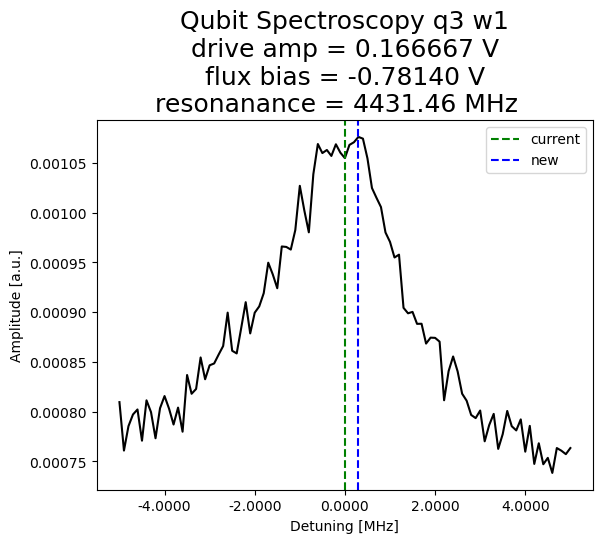 Qubit Spectroscopy q3 w1
drive amp = 0.166667 V
flux bias = -0.78140 V
resonanance = 4431.46 MHz
current
new
Amplitude [a.u.]
0.00105
0.00100
0.00095
0.00090
0.00085
0.00080
0.00075
-4.0000 -2.0000 0.0000 2.0000 4.0000
Detuning [MHz]